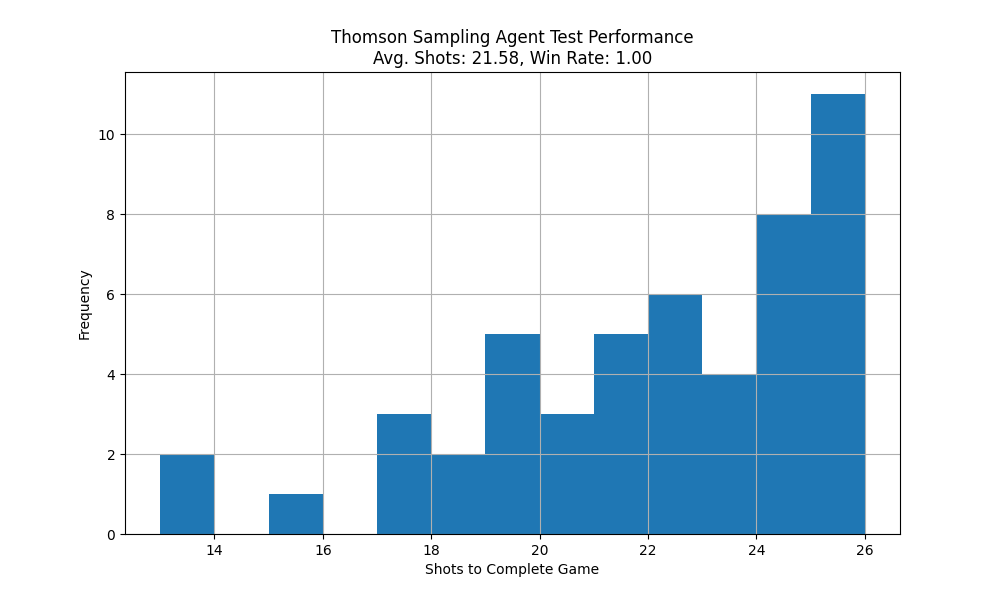 Thomson Sampling Agent Test Performance
Avg. Shots: 21.58, Win Rate: 1.00
10
8
6
4
2
0
Frequency
14 16 18 20 22 24 26
Shots to Complete Game